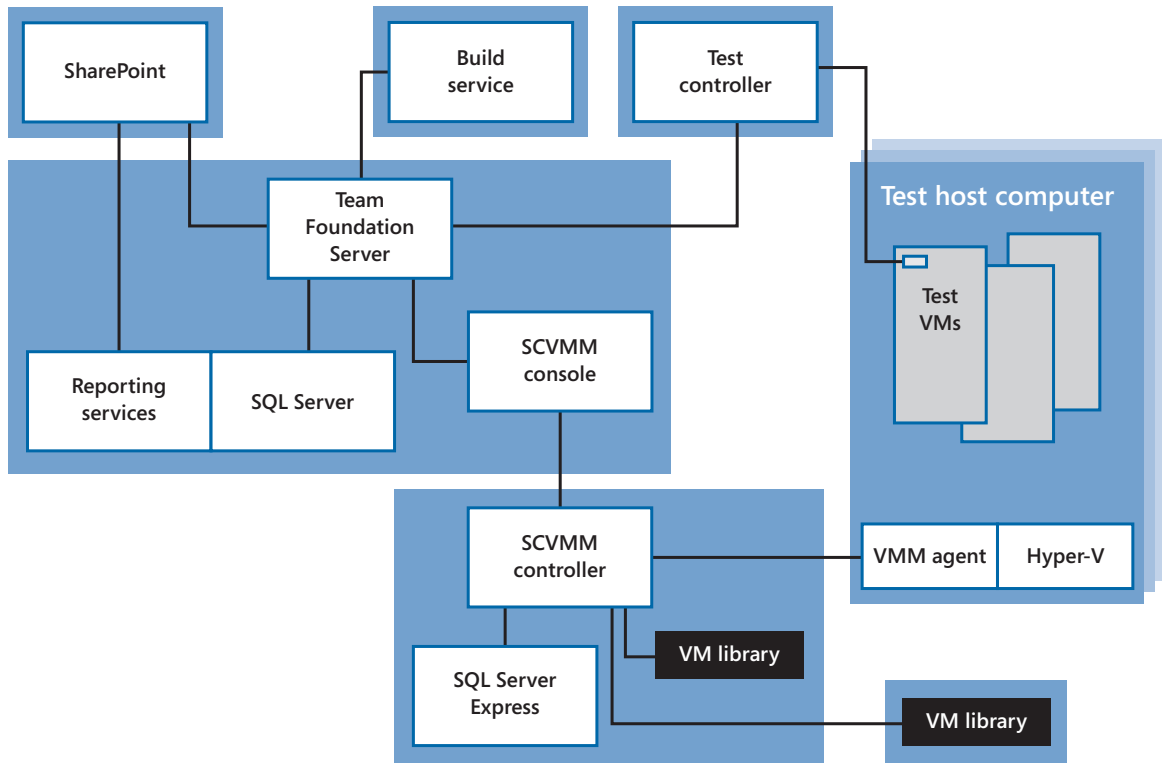 SharePoint
Build
service
Test
controller
Team
Foundation
Server
Test host computer
Test
VMs
Reporting
services
SQL Server
SCVMM
console
SCVMM
controller
VMM agent
Hyper-V
SQL Server
Express
VM library
VM library